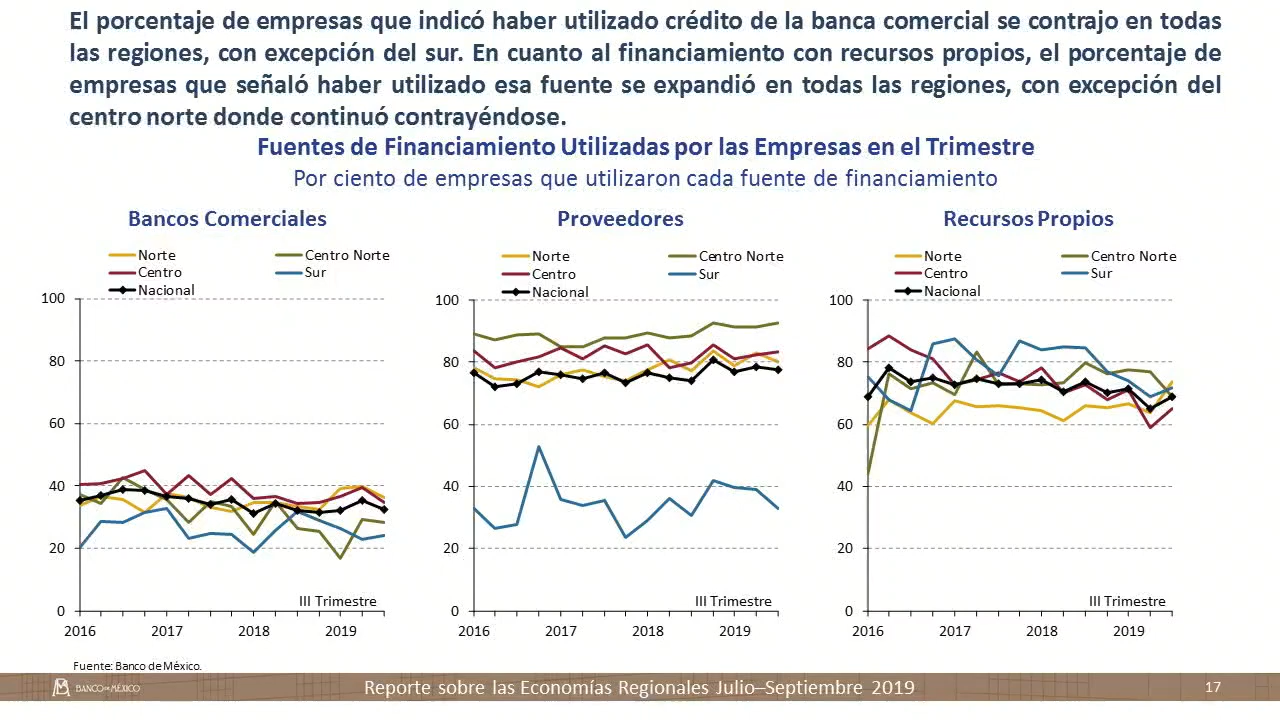 El porcentaje de empresas que indicó haber utilizado crédito de la banca comercial se contrajo en todas
las regiones, con excepción del sur. En cuanto al financiamiento con recursos propios, el porcentaje de
empresas que señaló haber utilizado esa fuente se expandió en todas las regiones, con excepción del
centro norte donde continuó contrayéndose.
Fuentes de Financiamiento Utilizadas por las Empresas en el Trimestre
Por ciento de empresas que utilizaron cada fuente de financiamiento
Bancos Comerciales
Norte Centro Norte
Centro Sur
Nacional
100
80
60
40
20
0
III Trimestre
2016 2017 2018 2019
Proveedores
Norte Centro Norte
Centro Sur
Nacional
100
80
60
40
20
0
III Trimestre
2016 2017 2018 2019
Recursos Propios
Norte Centro Norte
Centro Sur
Nacional
100
80
60
40
20
0
III Trimestre
2016 2017 2018 2019
Fuente: Banco de México.
BANCO DE MÉXICO
Reporte sobre las Economías Regionales Julio–Septiembre 2019
17